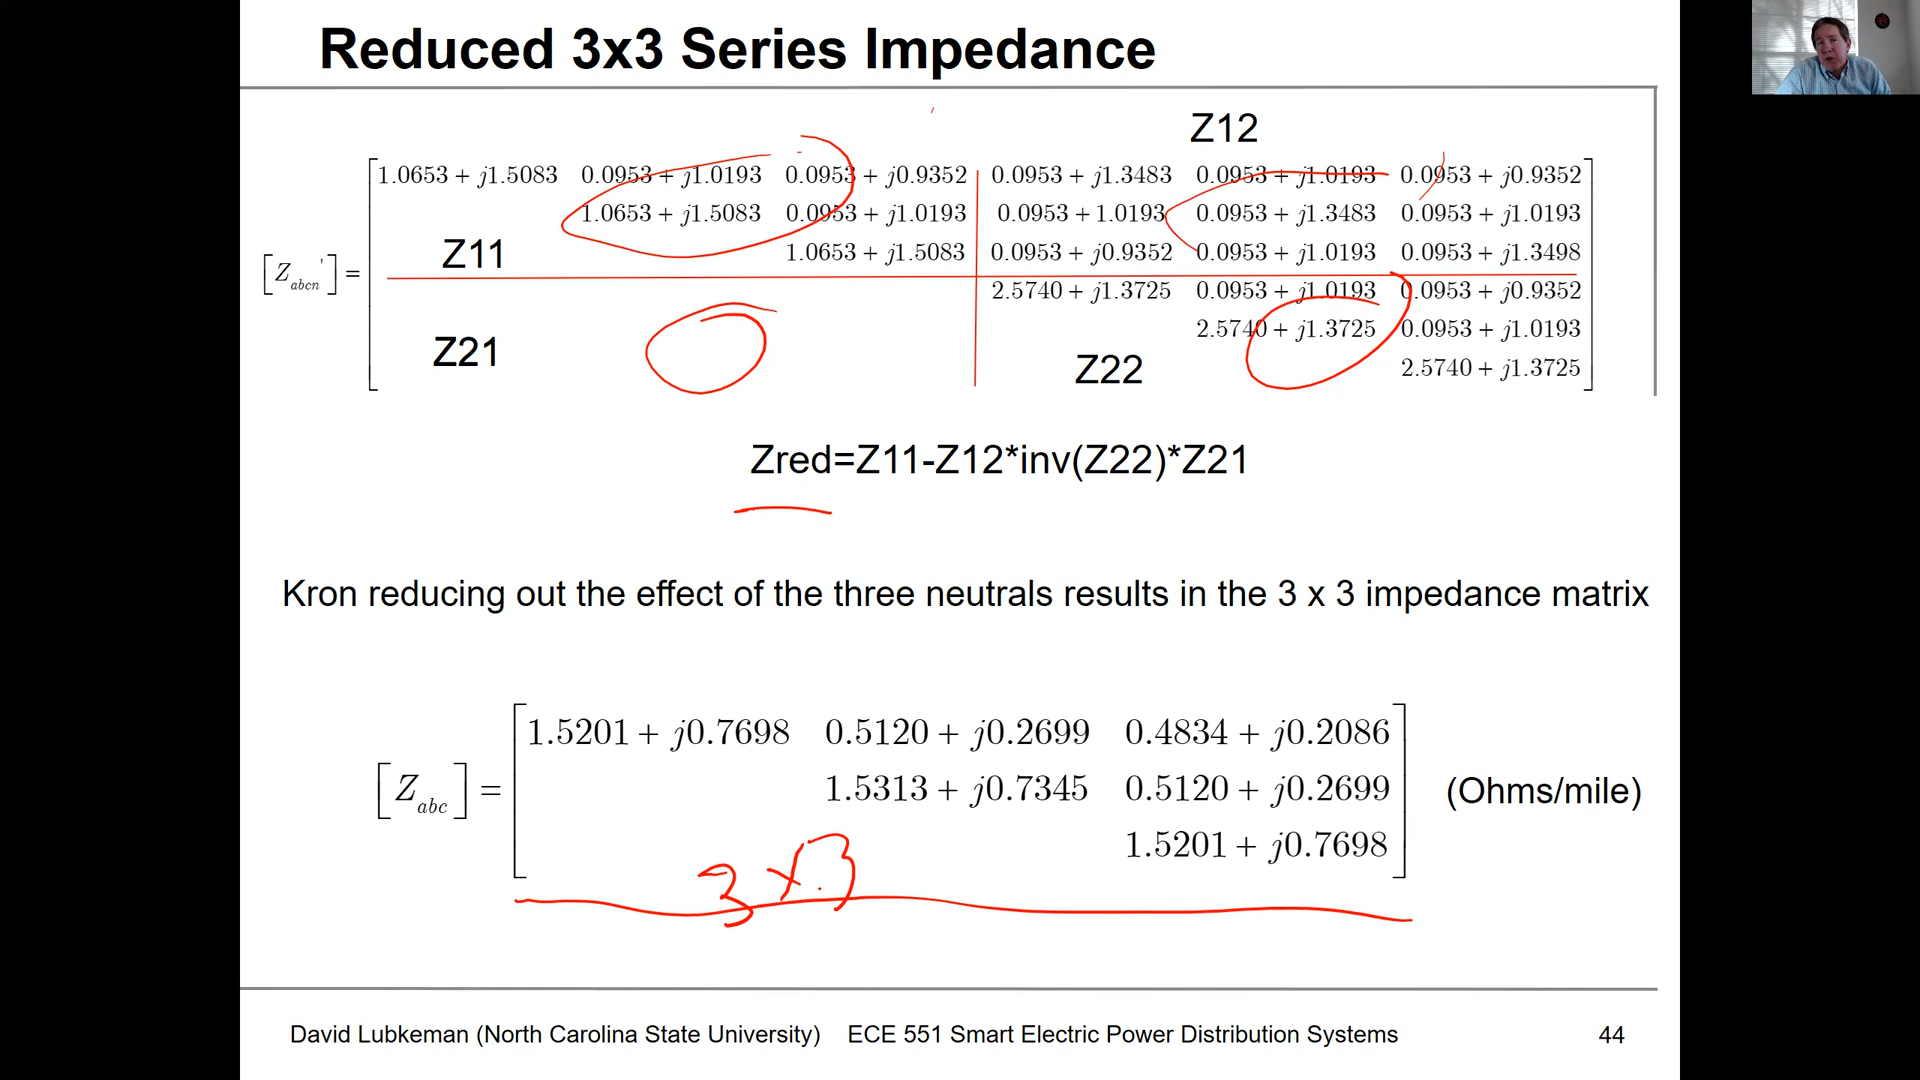 Reduced 3x3 Series Impedance
Z12
1.0653 + j1.5083 0.0953 + j1.0193 0.0953 + j0.9352 0.0953 + j1.3483 0.0953 + j1.0193 0.0953 + j0.9352
1.0653 + j1.5083 0.0953 + j1.0193 0.0953 + 1.0193 0.0953 + j1.3483 0.0953 + j1.0193
Z11 1.0653 + j1.5083 0.0953 + j0.9352 0.0953 + j1.0193 0.0953 + j1.3498
[Zabcn'] =
2.5740 + j1.3725 0.0953 + j1.0193 0.0953 + j0.9352
2.5740 + j1.3725 0.0953 + j1.0193
Z21 Z22 2.5740 + j1.3725
Zred=Z11-Z12*inv(Z22)*Z21
Kron reducing out the effect of the three neutrals results in the 3 x 3 impedance matrix
1.5201 + j0.7698 0.5120 + j0.2699 0.4834 + j0.2086
[Zabc] = 1.5313 + j0.7345 0.5120 + j0.2699 (Ohms/mile)
1.5201 + j0.7698
3 x 3
David Lubkeman (North Carolina State University) ECE 551 Smart Electric Power Distribution Systems 44